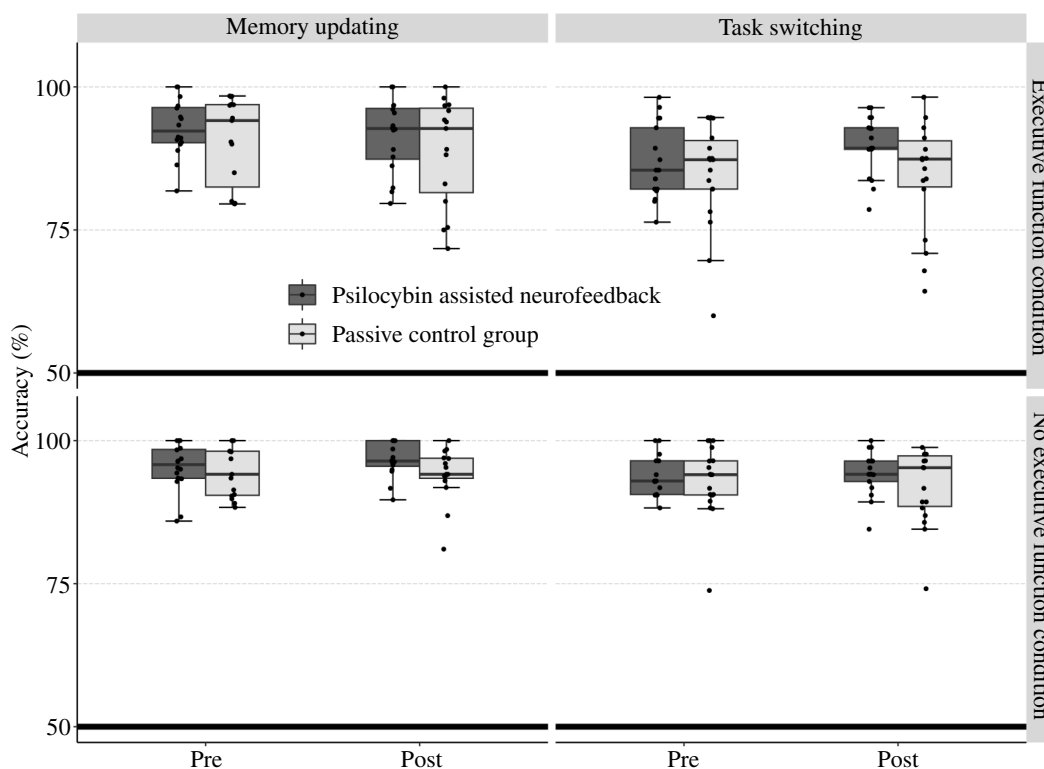 Memory updating
Task switching
100
75
50
Executive function condition
Psilocybin assisted neurofeedback
Passive control group
Accuracy (%)
100
75
50
No executive function condition
Pre
Post
Pre
Post